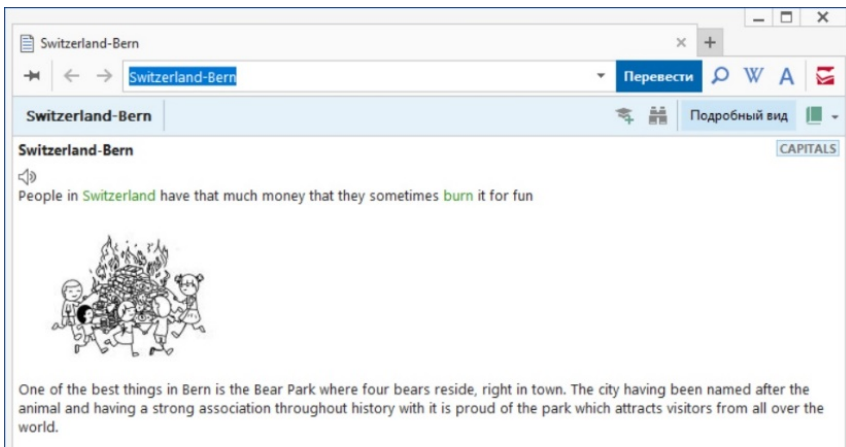 Switzerland-Bern
Switzerland-Bern
Перевести
W
A
Switzerland-Bern
Подробный вид
Switzerland-Bern
CAPITALS
People in Switzerland have that much money that they sometimes burn it for fun
One of the best things in Bern is the Bear Park where four bears reside, right in town. The city having been named after the
animal and having a strong association throughout history with it is proud of the park which attracts visitors from all over the
world.